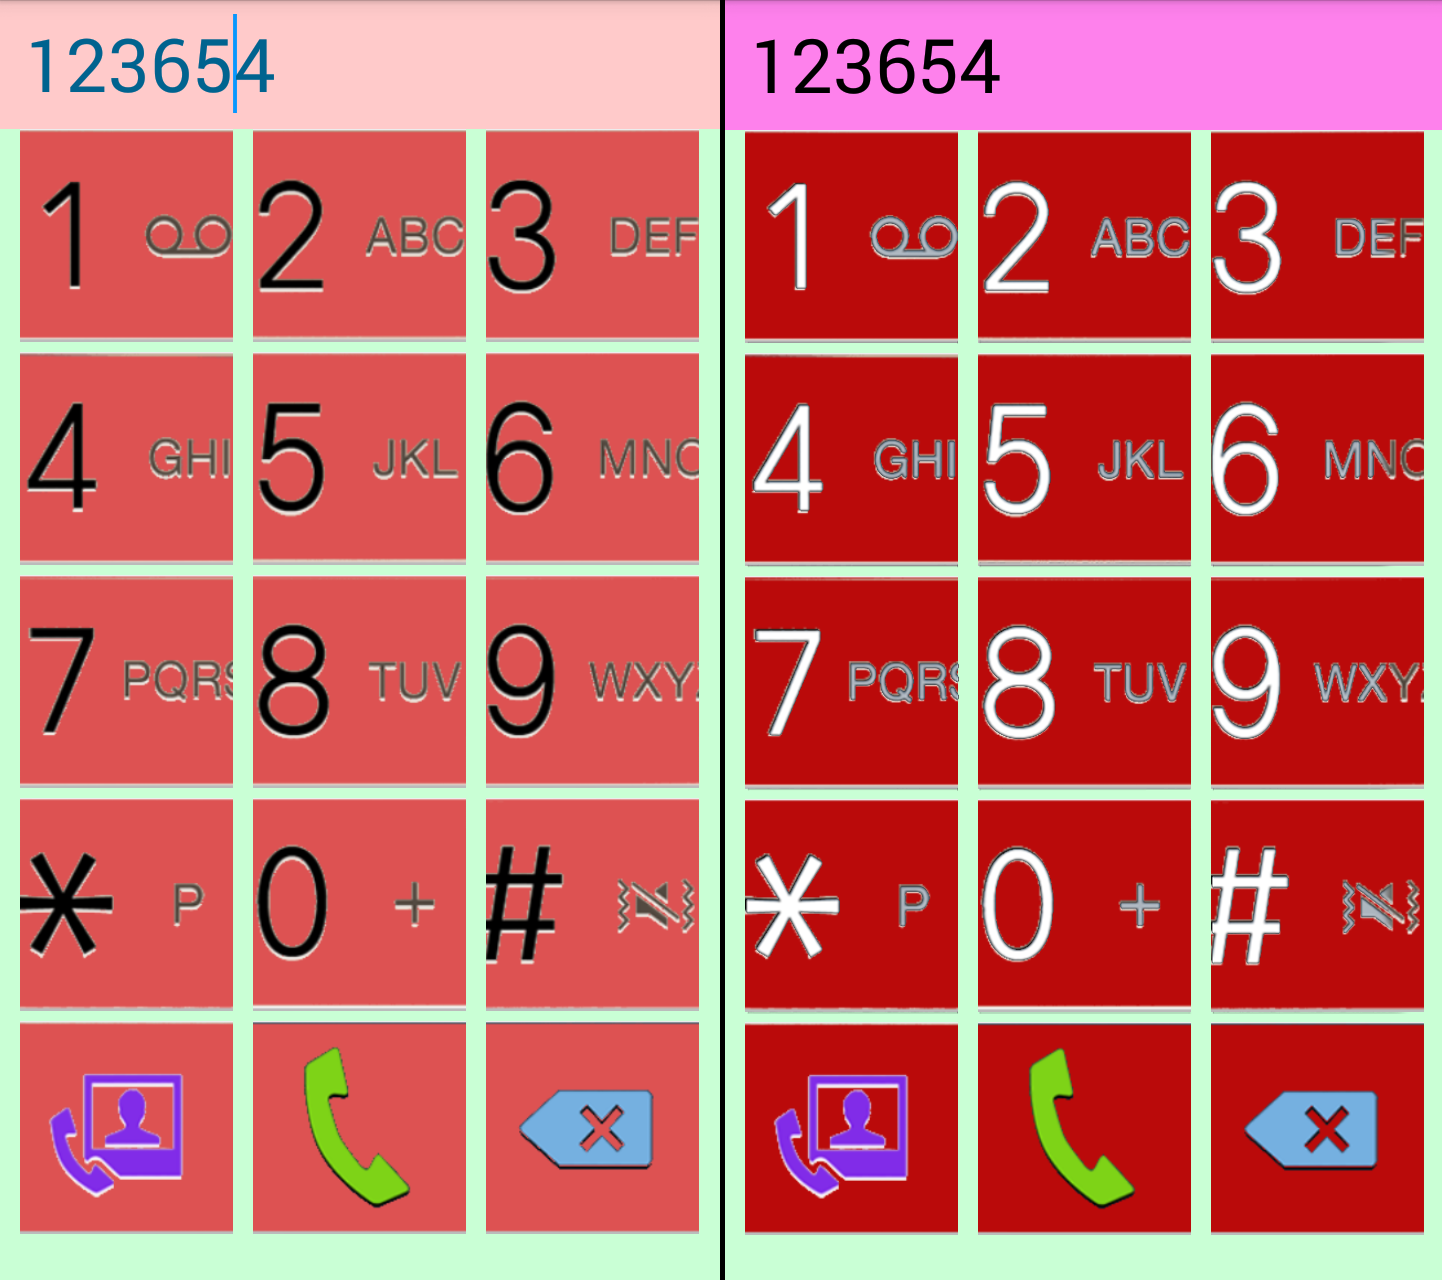 123654
1
2 ABC
3 DEF
4 GHI
5 JKL
6 MNO
7 PQRS
8 TUV
9 WXYZ
* P
0 +
#
123654
1
2 ABC
3 DEF
4 GHI
5 JKL
6 MNO
7 PQRS
8 TUV
9 WXYZ
* P
0 +
#